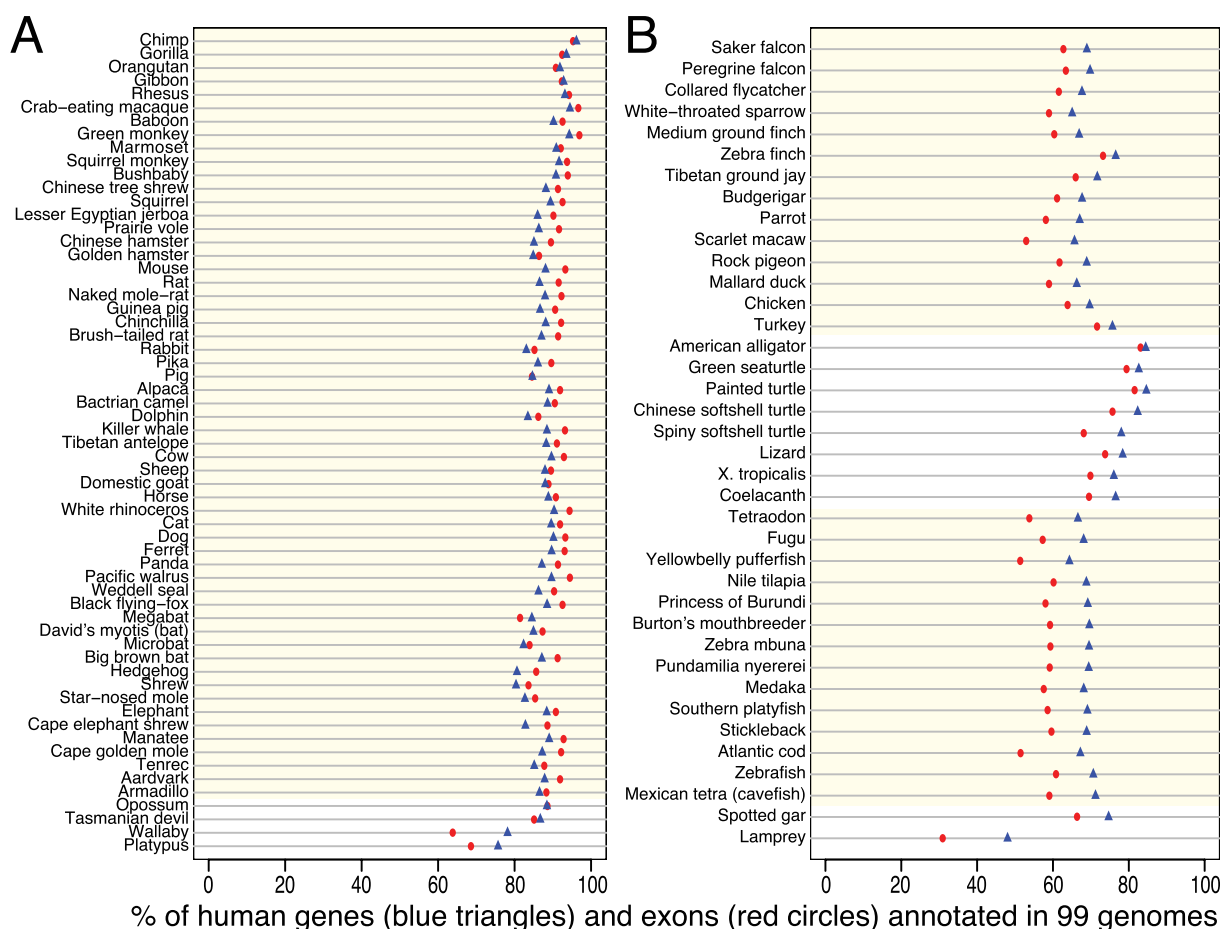 A
Chimp
Gorilla
Orangutan
Gibbon
Rhesus
Crab−eating macaque
Baboon
Green monkey
Marmoset
Squirrel monkey
Bushbaby
Chinese tree shrew
Squirrel
Lesser Egyptian jerboa
Prairie vole
Chinese hamster
Golden hamster
Mouse
Rat
Naked mole−rat
Guinea pig
Chinchilla
Brush−tailed rat
Rabbit
Pika
Pig
Alpaca
Bactrian camel
Dolphin
Killer whale
Tibetan antelope
Cow
Sheep
Domestic goat
Horse
White rhinoceros
Cat
Dog
Ferret
Panda
Pacific walrus
Weddell seal
Black flying−fox
Megabat
David's myotis (bat)
Microbat
Big brown bat
Hedgehog
Shrew
Star−nosed mole
Elephant
Cape elephant shrew
Manatee
Cape golden mole
Tenrec
Aardvark
Armadillo
Opossum
Tasmanian devil
Wallaby
Platypus
0 20 40 60 80 100
B
Saker falcon
Peregrine falcon
Collared flycatcher
White−throated sparrow
Medium ground finch
Zebra finch
Tibetan ground jay
Budgerigar
Parrot
Scarlet macaw
Rock pigeon
Mallard duck
Chicken
Turkey
American alligator
Green seaturtle
Painted turtle
Chinese softshell turtle
Spiny softshell turtle
Lizard
X. tropicalis
Coelacanth
Tetraodon
Fugu
Yellowbelly pufferfish
Nile tilapia
Princess of Burundi
Burton's mouthbreeder
Zebra mbuna
Pundamilia nyererei
Medaka
Southern platyfish
Stickleback
Atlantic cod
Zebrafish
Mexican tetra (cavefish)
Spotted gar
Lamprey
0 20 40 60 80 100
% of human genes (blue triangles) and exons (red circles) annotated in 99 genomes